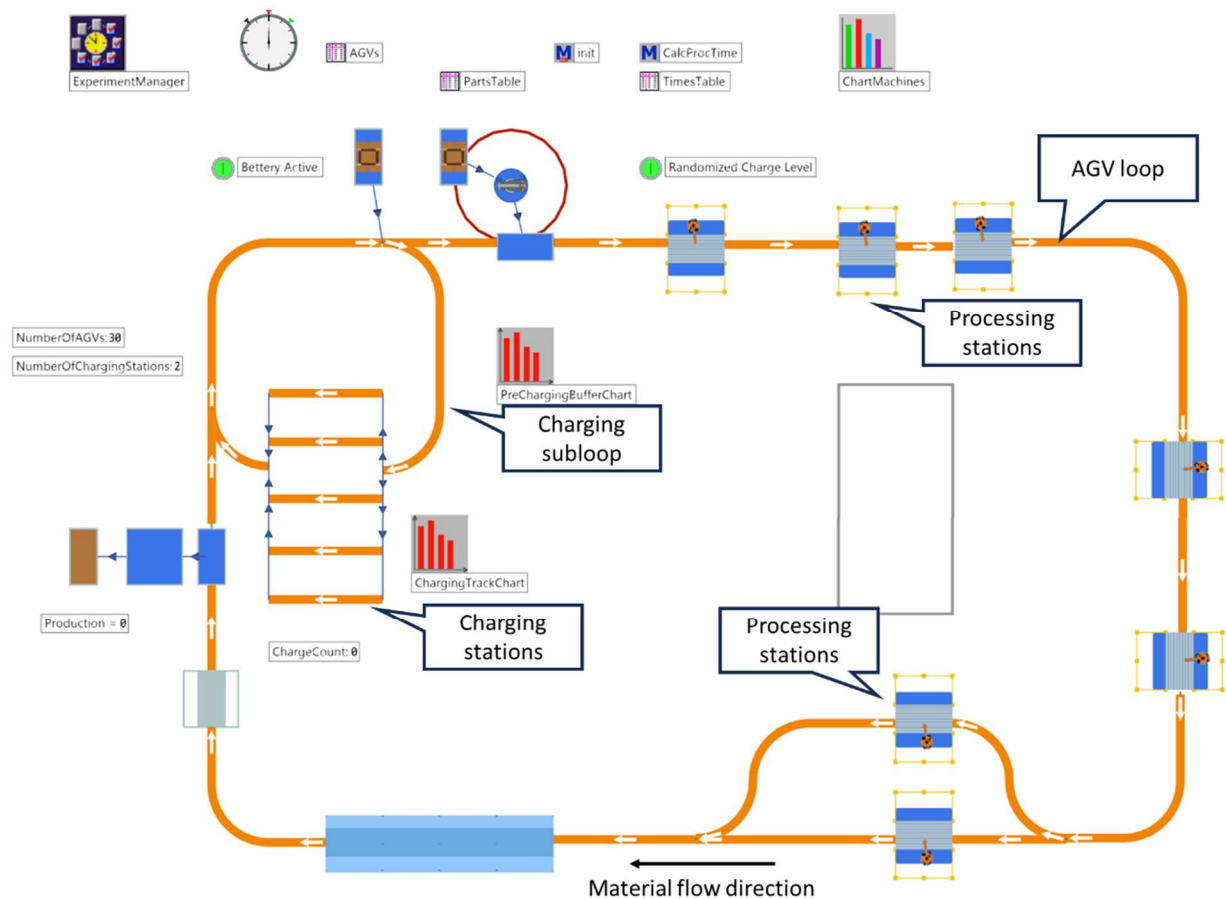 ExperimentManager
AGVs
PartsTable
M init
M CalcProcTime
TimesTable
ChartMachines
Bettery Active
Randomized Charge Level
AGV loop
Processing
stations
NumberOfAGVs:30
NumberOfChargingStations:2
PreChargingBufferChart
Charging
subloop
ChargingTrackChart
Production = 0
Charging
stations
Processing
stations
ChargeCount: 0
Material flow direction